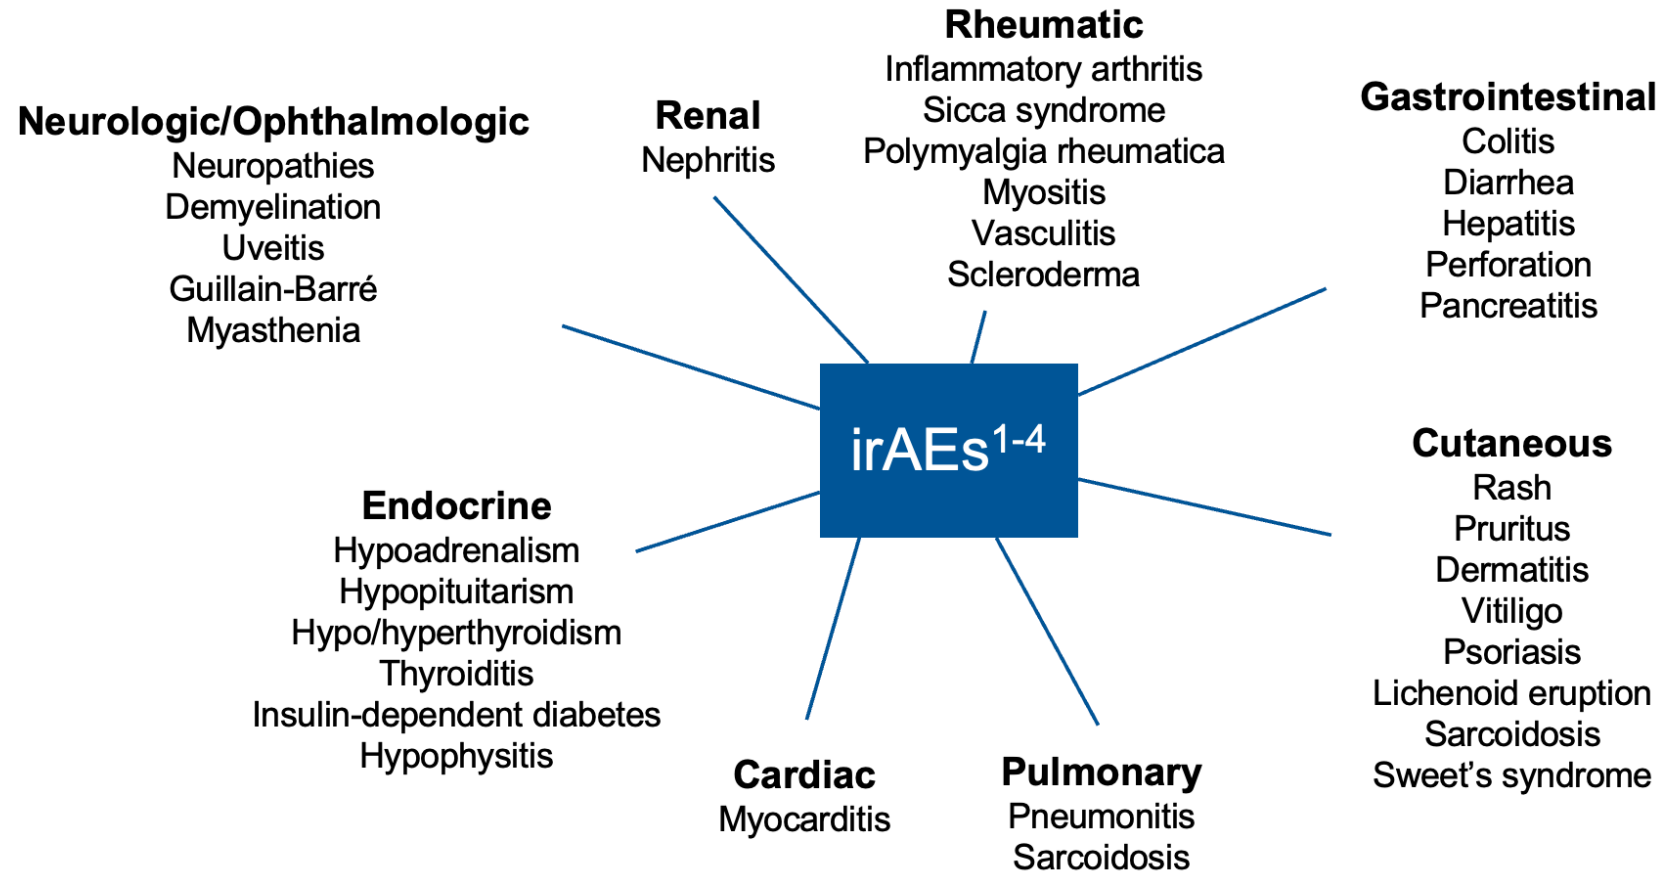 Neurologic/Ophthalmologic
Neuropathies
Demyelination
Uveitis
Guillain-Barré
Myasthenia
Renal
Nephritis
Rheumatic
Inflammatory arthritis
Sicca syndrome
Polymyalgia rheumatica
Myositis
Vasculitis
Scleroderma
Gastrointestinal
Colitis
Diarrhea
Hepatitis
Perforation
Pancreatitis
irAEs¹⁻⁴
Endocrine
Hypoadrenalism
Hypopituitarism
Hypo/hyperthyroidism
Thyroiditis
Insulin-dependent diabetes
Hypophysitis
Cardiac
Myocarditis
Pulmonary
Pneumonitis
Sarcoidosis
Cutaneous
Rash
Pruritus
Dermatitis
Vitiligo
Psoriasis
Lichenoid eruption
Sarcoidosis
Sweet’s syndrome